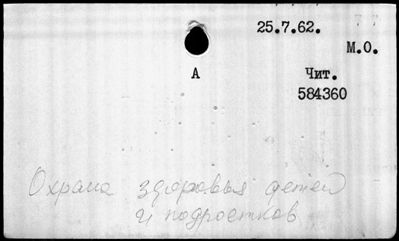 25.7.62.
М.О.
А
Чит.
584360
Охрана здоровья детей
и подростков